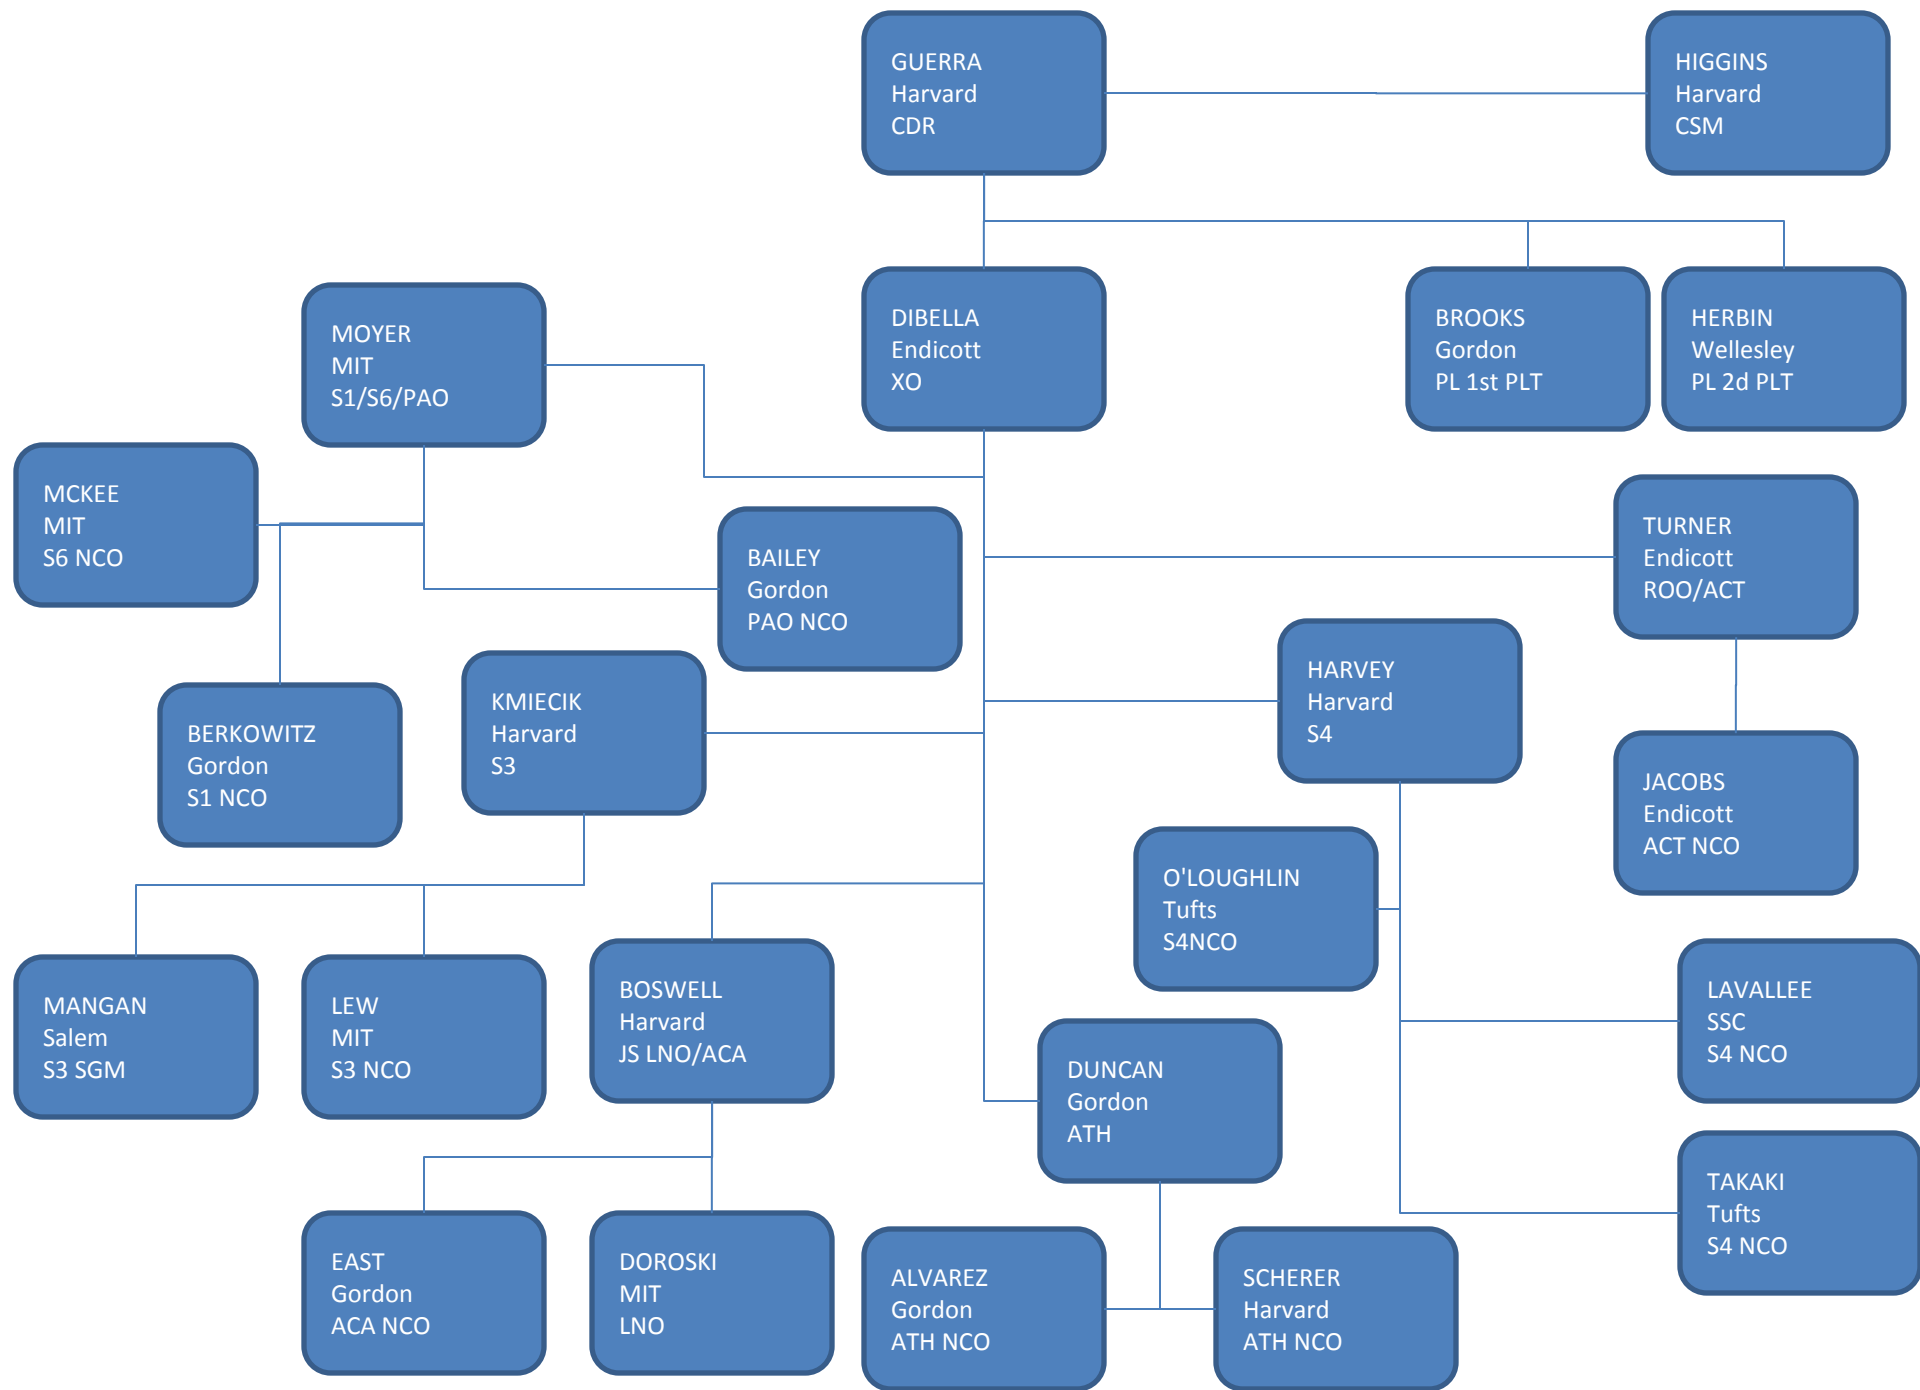 GUERRA
Harvard
CDR
HIGGINS
Harvard
CSM
MOYER
MIT
S1/S6/PAO
DIBELLA
Endicott
XO
BROOKS
Gordon
PL 1st PLT
HERBIN
Wellesley
PL 2d PLT
MCKEE
MIT
S6 NCO
BAILEY
Gordon
PAO NCO
TURNER
Endicott
ROO/ACT
BERKOWITZ
Gordon
S1 NCO
KMIECIK
Harvard
S3
HARVEY
Harvard
S4
JACOBS
Endicott
ACT NCO
O'LOUGHLIN
Tufts
S4NCO
MANGAN
Salem
S3 SGM
LEW
MIT
S3 NCO
BOSWELL
Harvard
JS LNO/ACA
DUNCAN
Gordon
ATH
LAVALLEE
SSC
S4 NCO
TAKAKI
Tufts
S4 NCO
EAST
Gordon
ACA NCO
DOROSKI
MIT
LNO
ALVAREZ
Gordon
ATH NCO
SCHERER
Harvard
ATH NCO